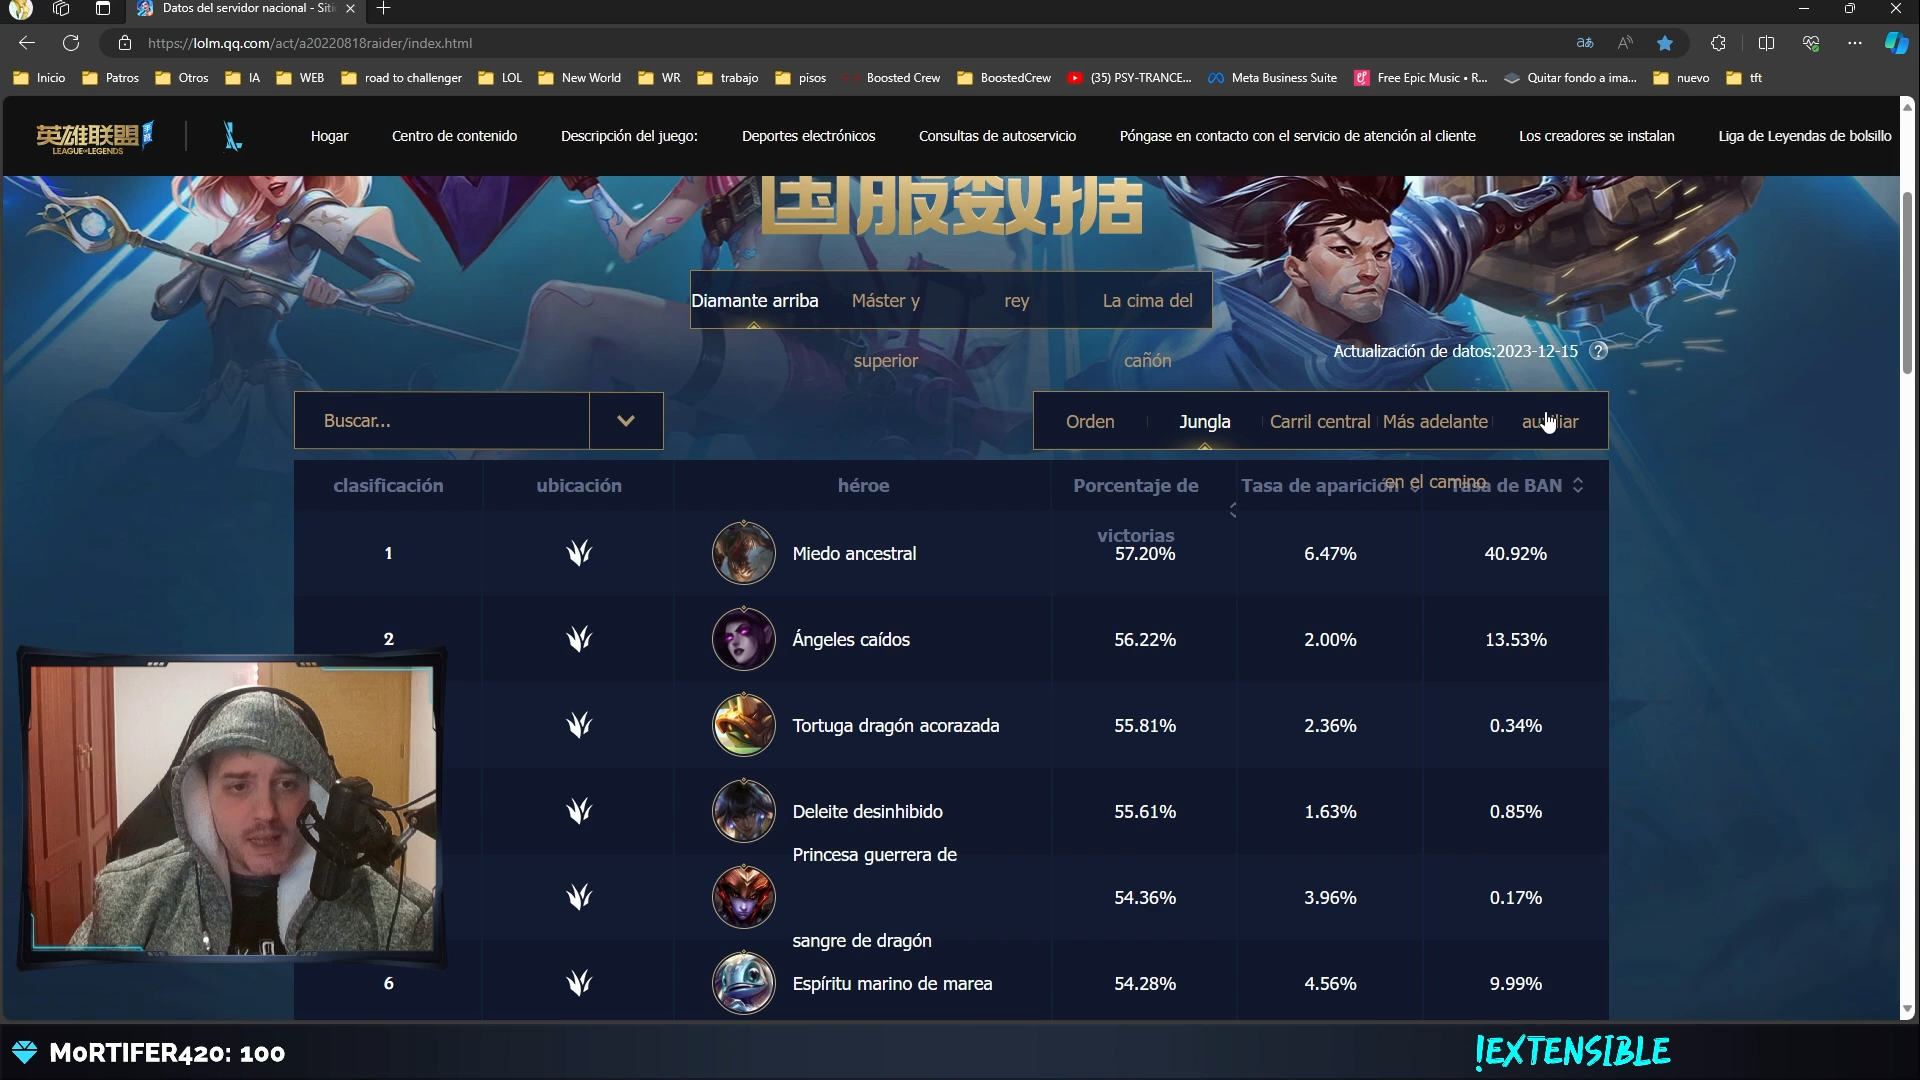 Datos del servidor nacional - Siti
https://lolm.qq.com/act/a20220818raider/index.html
Inicio
Patros
Otros
IA
WEB
road to challenger
LOL
New World
WR
trabajo
pisos
Boosted Crew
BoostedCrew
(35) PSY-TRANCE...
Meta Business Suite
Free Epic Music • R...
Quitar fondo a ima...
nuevo
tft
英雄联盟手游
LEAGUE OF LEGENDS
Hogar
Centro de contenido
Descripción del juego:
Deportes electrónicos
Consultas de autoservicio
Póngase en contacto con el servicio de atención al cliente
Los creadores se instalan
Liga de Leyendas de bolsillo
国服数据
Diamante arriba
Máster y superior
rey
La cima del cañón
Actualización de datos:2023-12-15 ?
Buscar...
Orden
Jungla
Carril central
Más adelante en el camino
auxiliar
clasificación
ubicación
héroe
Porcentaje de victorias
Tasa de aparición
Tasa de BAN
1 Miedo ancestral 57.20% 6.47% 40.92%
2 Ángeles caídos 56.22% 2.00% 13.53%
Tortuga dragón acorazada 55.81% 2.36% 0.34%
Deleite desinhibido 55.61% 1.63% 0.85%
Princesa guerrera de
54.36% 3.96% 0.17%
sangre de dragón
6 Espíritu marino de marea 54.28% 4.56% 9.99%
MoRTIFER420: 100
!EXTENSIBLE